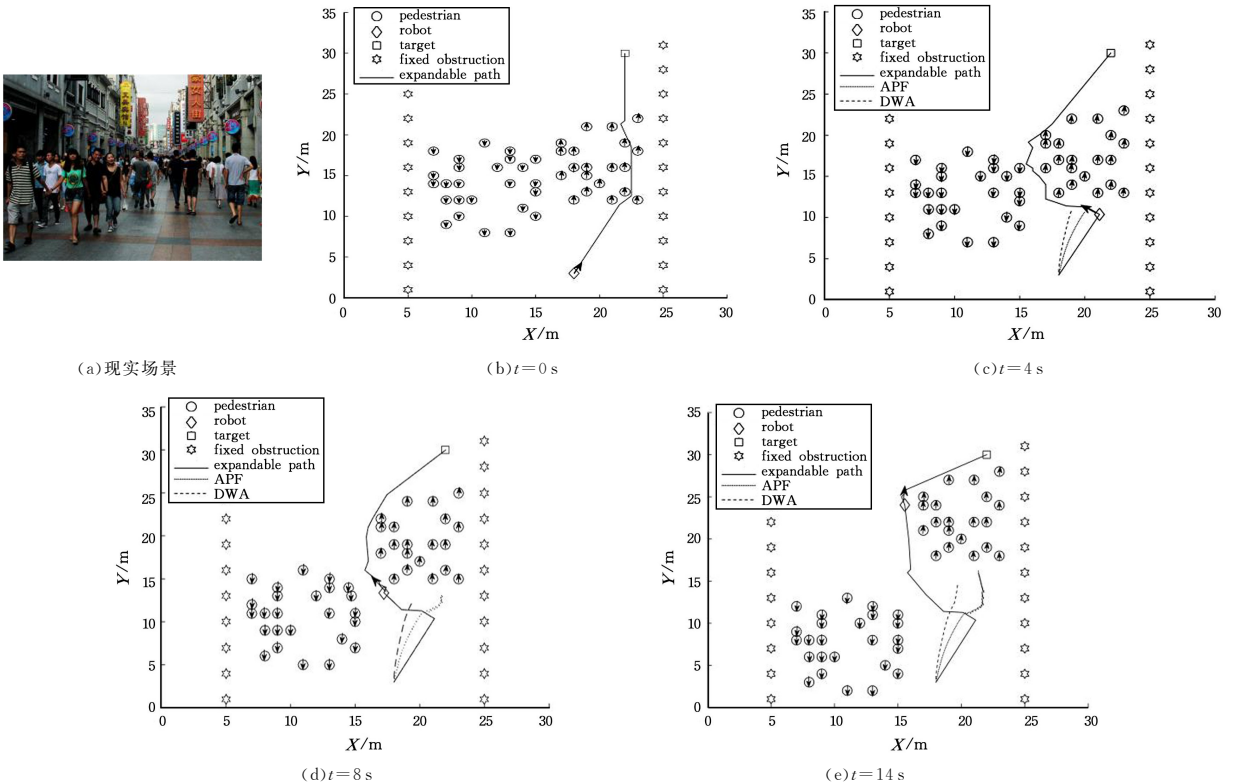 pedestrian
robot
target
fixed obstruction
expandable path
35
30
25
20
15
10
5
0
Y/m
0
5
10
15
20
25
30
X/m
(a)现实场景
(b)t=0 s
pedestrian
robot
target
fixed obstruction
expandable path
APF
DWA
35
30
25
20
15
10
5
0
Y/m
0
5
10
15
20
25
30
X/m
(c)t=4 s
pedestrian
robot
target
fixed obstruction
expandable path
APF
DWA
35
30
25
20
15
10
5
0
Y/m
0
5
10
15
20
25
30
X/m
(d)t=8 s
pedestrian
robot
target
fixed obstruction
expandable path
APF
DWA
35
30
25
20
15
10
5
0
Y/m
0
5
10
15
20
25
30
X/m
(e)t=14 s